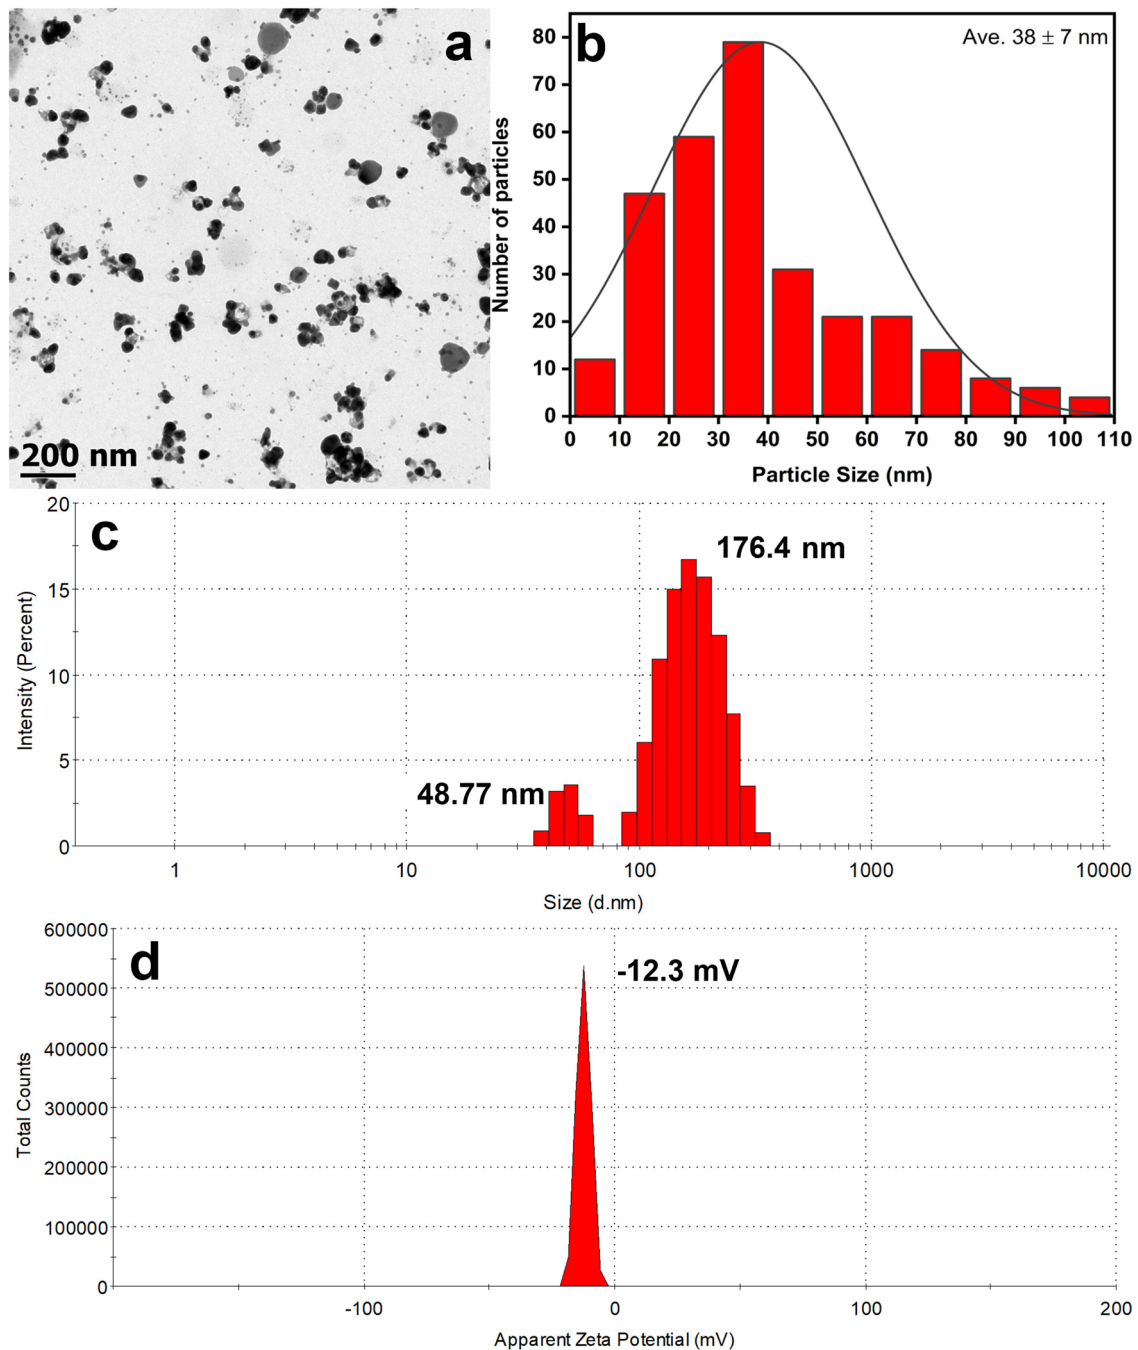 a
200 nm
b
Ave. 38 ± 7 nm
Number of particles
80
70
60
50
40
30
20
10
0
0 10 20 30 40 50 60 70 80 90 100 110
Particle Size (nm)
c
176.4 nm
48.77 nm
Intensity (Percent)
20
15
10
5
0
1 10 100 1000 10000
Size (d.nm)
d
-12.3 mV
Total Counts
600000
500000
400000
300000
200000
100000
0
-100 0 100 200
Apparent Zeta Potential (mV)